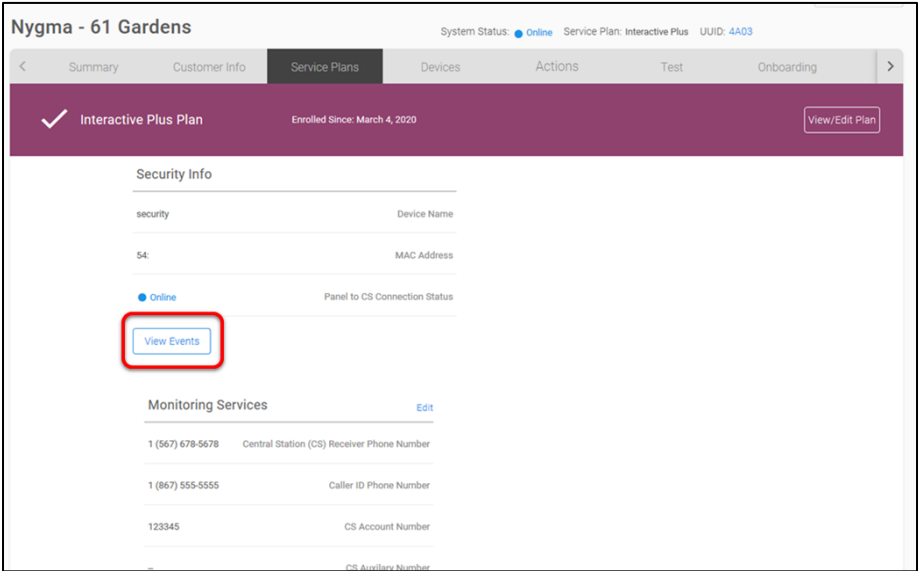 Nygma - 61 Gardens
System Status: Online Service Plan: Interactive Plus UUID: 4A03
Summary Customer Info Service Plans Devices Actions Test Onboarding
Interactive Plus Plan Enrolled Since: March 4, 2020 View/Edit Plan
Security Info
security Device Name
54: MAC Address
Online Panel to CS Connection Status
View Events
Monitoring Services Edit
1 (567) 678-5678 Central Station (CS) Receiver Phone Number
1 (867) 555-5555 Caller ID Phone Number
123345 CS Account Number
– CS Auxilary Number